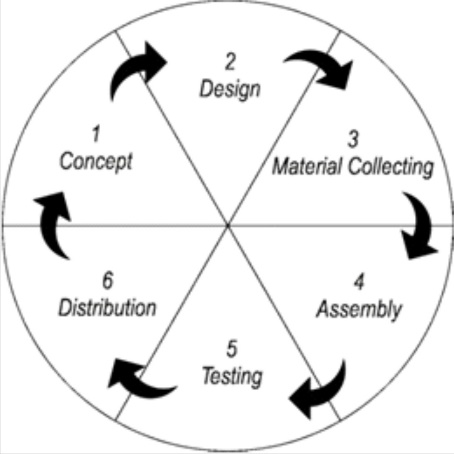 1
Concept
2
Design
3
Material Collecting
4
Assembly
5
Testing
6
Distribution